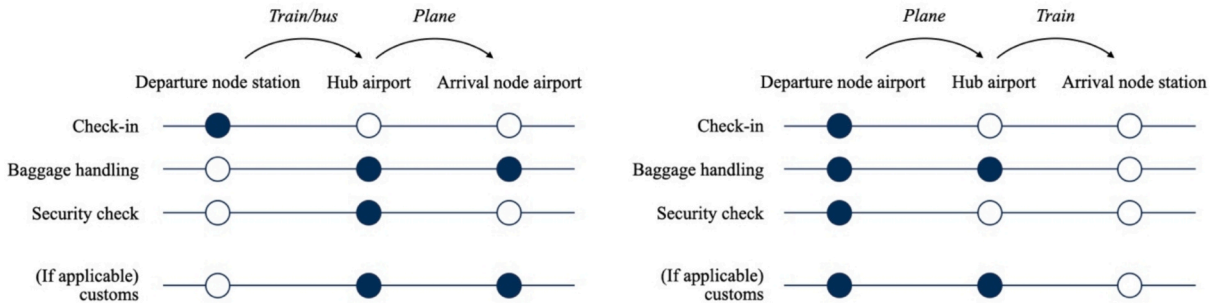 Train/bus
Plane
Departure node station
Hub airport
Arrival node airport
Check-in
Baggage handling
Security check
(If applicable)
customs
Plane
Train
Departure node airport
Hub airport
Arrival node station
Check-in
Baggage handling
Security check
(If applicable)
customs